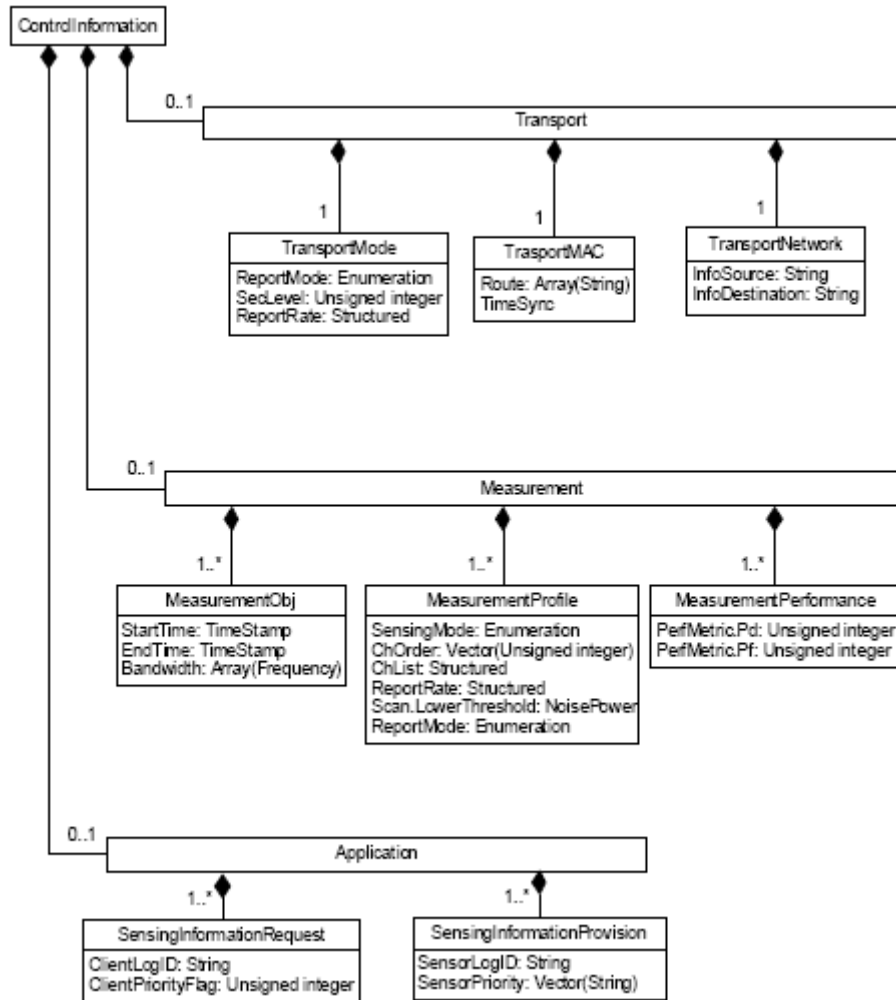 ControlInformation
0..1
Transport
1
1
1
TransportMode
ReportMode: Enumeration
SecLevel: Unsigned integer
ReportRate: Structured
TrasportMAC
Route: Array(String)
TimeSync
TransportNetwork
InfoSource: String
InfoDestination: String
0..1
Measurement
1..*
1..*
1..*
MeasurementObj
StartTime: TimeStamp
EndTime: TimeStamp
Bandwidth: Array(Frequency)
MeasurementProfile
SensingMode: Enumeration
ChOrder: Vector(Unsigned integer)
ChList: Structured
ReportRate: Structured
Scan.LowerThreshold: NoisePower
ReportMode: Enumeration
MeasurementPerformance
PerfMetric.Pd: Unsigned integer
PerfMetric.Pf: Unsigned integer
0..1
Application
1..*
1..*
SensingInformationRequest
ClientLogID: String
ClientPriorityFlag: Unsigned integer
SensingInformationProvision
SensorLogID: String
SensorPriority: Vector(String)